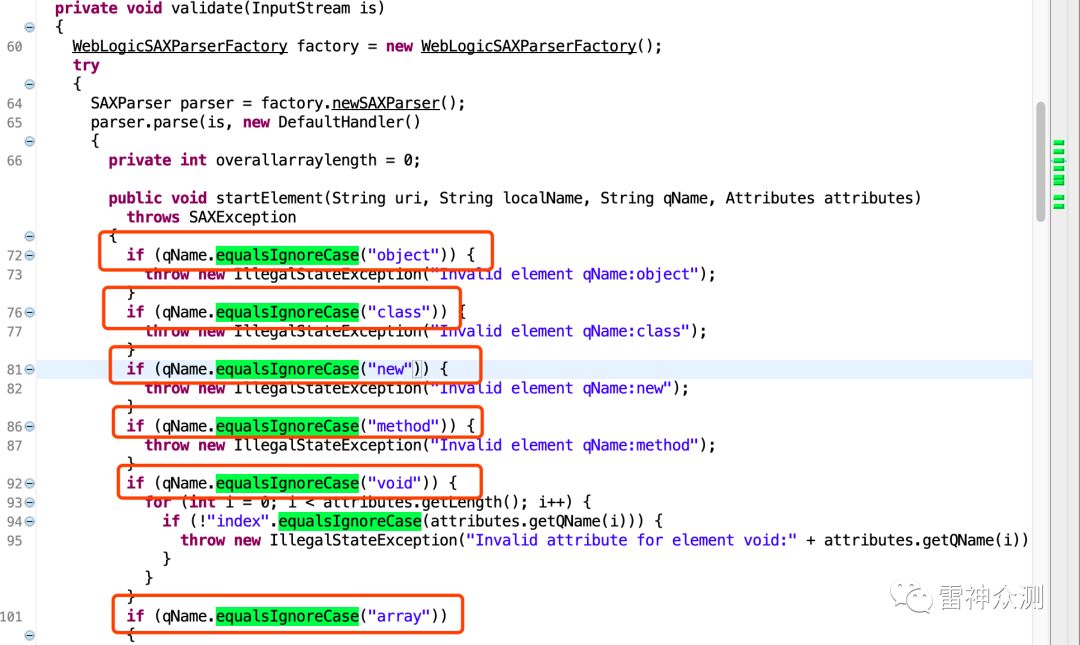 private void validate(InputStream is)
{
60 WebLogicSAXParserFactory factory = new WebLogicSAXParserFactory();
try
{
64 SAXParser parser = factory.newSAXParser();
65 parser.parse(is, new DefaultHandler()
{
66 private int overallarraylength = 0;
public void startElement(String uri, String localName, String qName, Attributes attributes)
throws SAXException
{
72 if (qName.equalsIgnoreCase("object")) {
73 throw new IllegalStateException("Invalid element qName:object");
}
76 if (qName.equalsIgnoreCase("class")) {
77 throw new IllegalStateException("Invalid element qName:class");
}
81 if (qName.equalsIgnoreCase("new")) {
82 throw new IllegalStateException("Invalid element qName:new");
}
86 if (qName.equalsIgnoreCase("method")) {
87 throw new IllegalStateException("Invalid element qName:method");
}
92 if (qName.equalsIgnoreCase("void")) {
93 for (int i = 0; i < attributes.getLength(); i++) {
94 if (!"index".equalsIgnoreCase(attributes.getQName(i))) {
95 throw new IllegalStateException("Invalid attribute for element void:" + attributes.getQName(i))
}
}
}
101 if (qName.equalsIgnoreCase("array"))
{
雷神众测